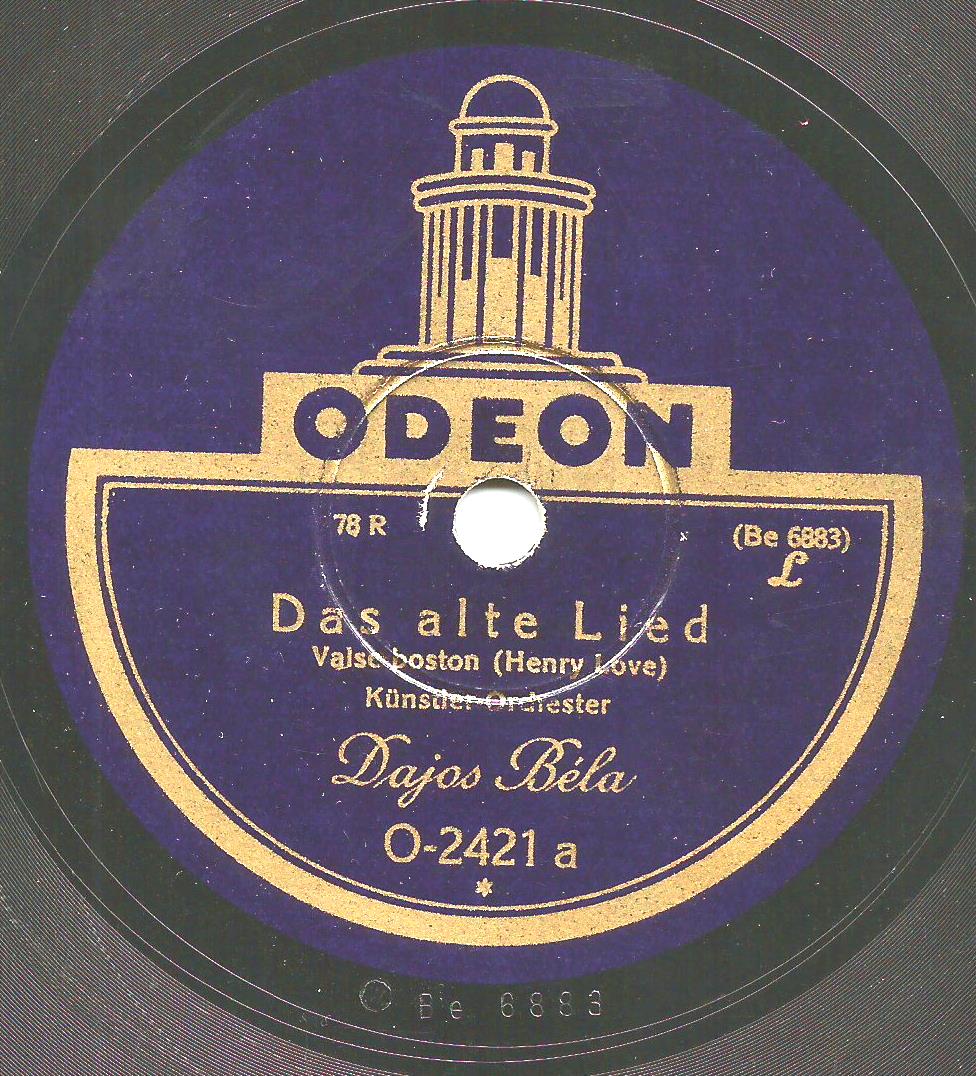 ODEON
78 R (Be 6883)
L
Das alte Lied
Valse boston (Henry Love)
Künstler-Orchester
Dajos Béla
O-2421 a
*
Be 6883